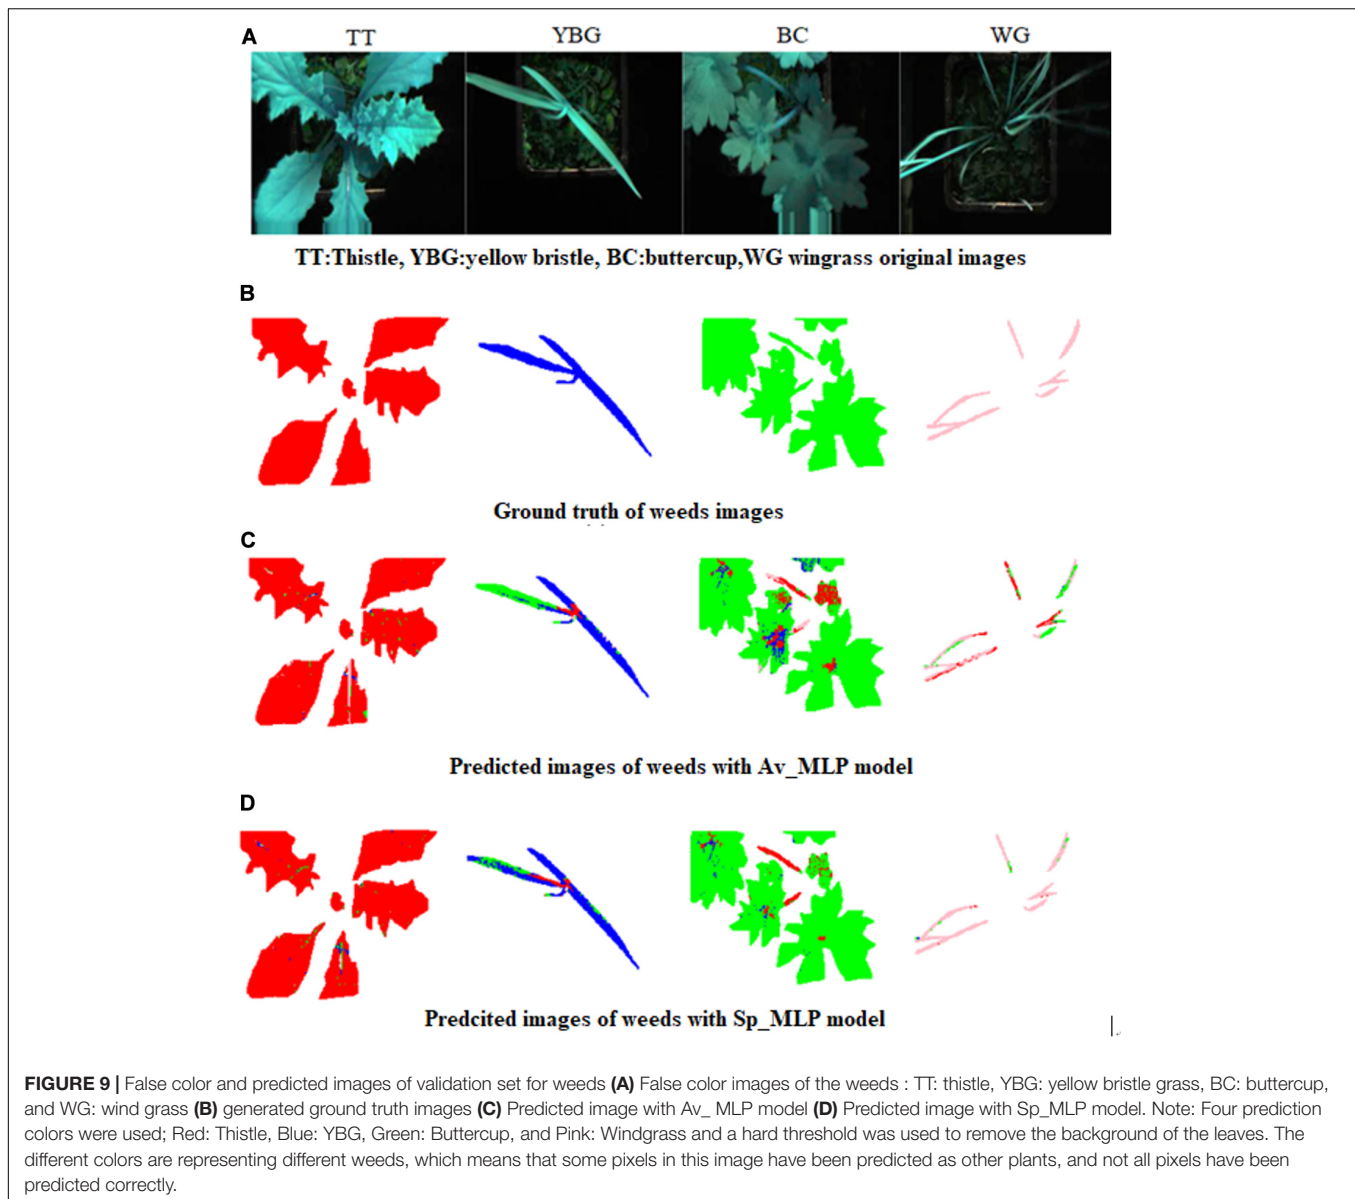 A
TT YBG BC WG
TT:Thistle, YBG:yellow bristle, BC:buttercup,WG wingrass original images
B
Ground truth of weeds images
C
Predicted images of weeds with Av_MLP model
D
Predcited images of weeds with Sp_MLP model
FIGURE 9 | False color and predicted images of validation set for weeds (A) False color images of the weeds : TT: thistle, YBG: yellow bristle grass, BC: buttercup,
and WG: wind grass (B) generated ground truth images (C) Predicted image with Av_ MLP model (D) Predicted image with Sp_MLP model. Note: Four prediction
colors were used; Red: Thistle, Blue: YBG, Green: Buttercup, and Pink: Windgrass and a hard threshold was used to remove the background of the leaves. The
different colors are representing different weeds, which means that some pixels in this image have been predicted as other plants, and not all pixels have been
predicted correctly.